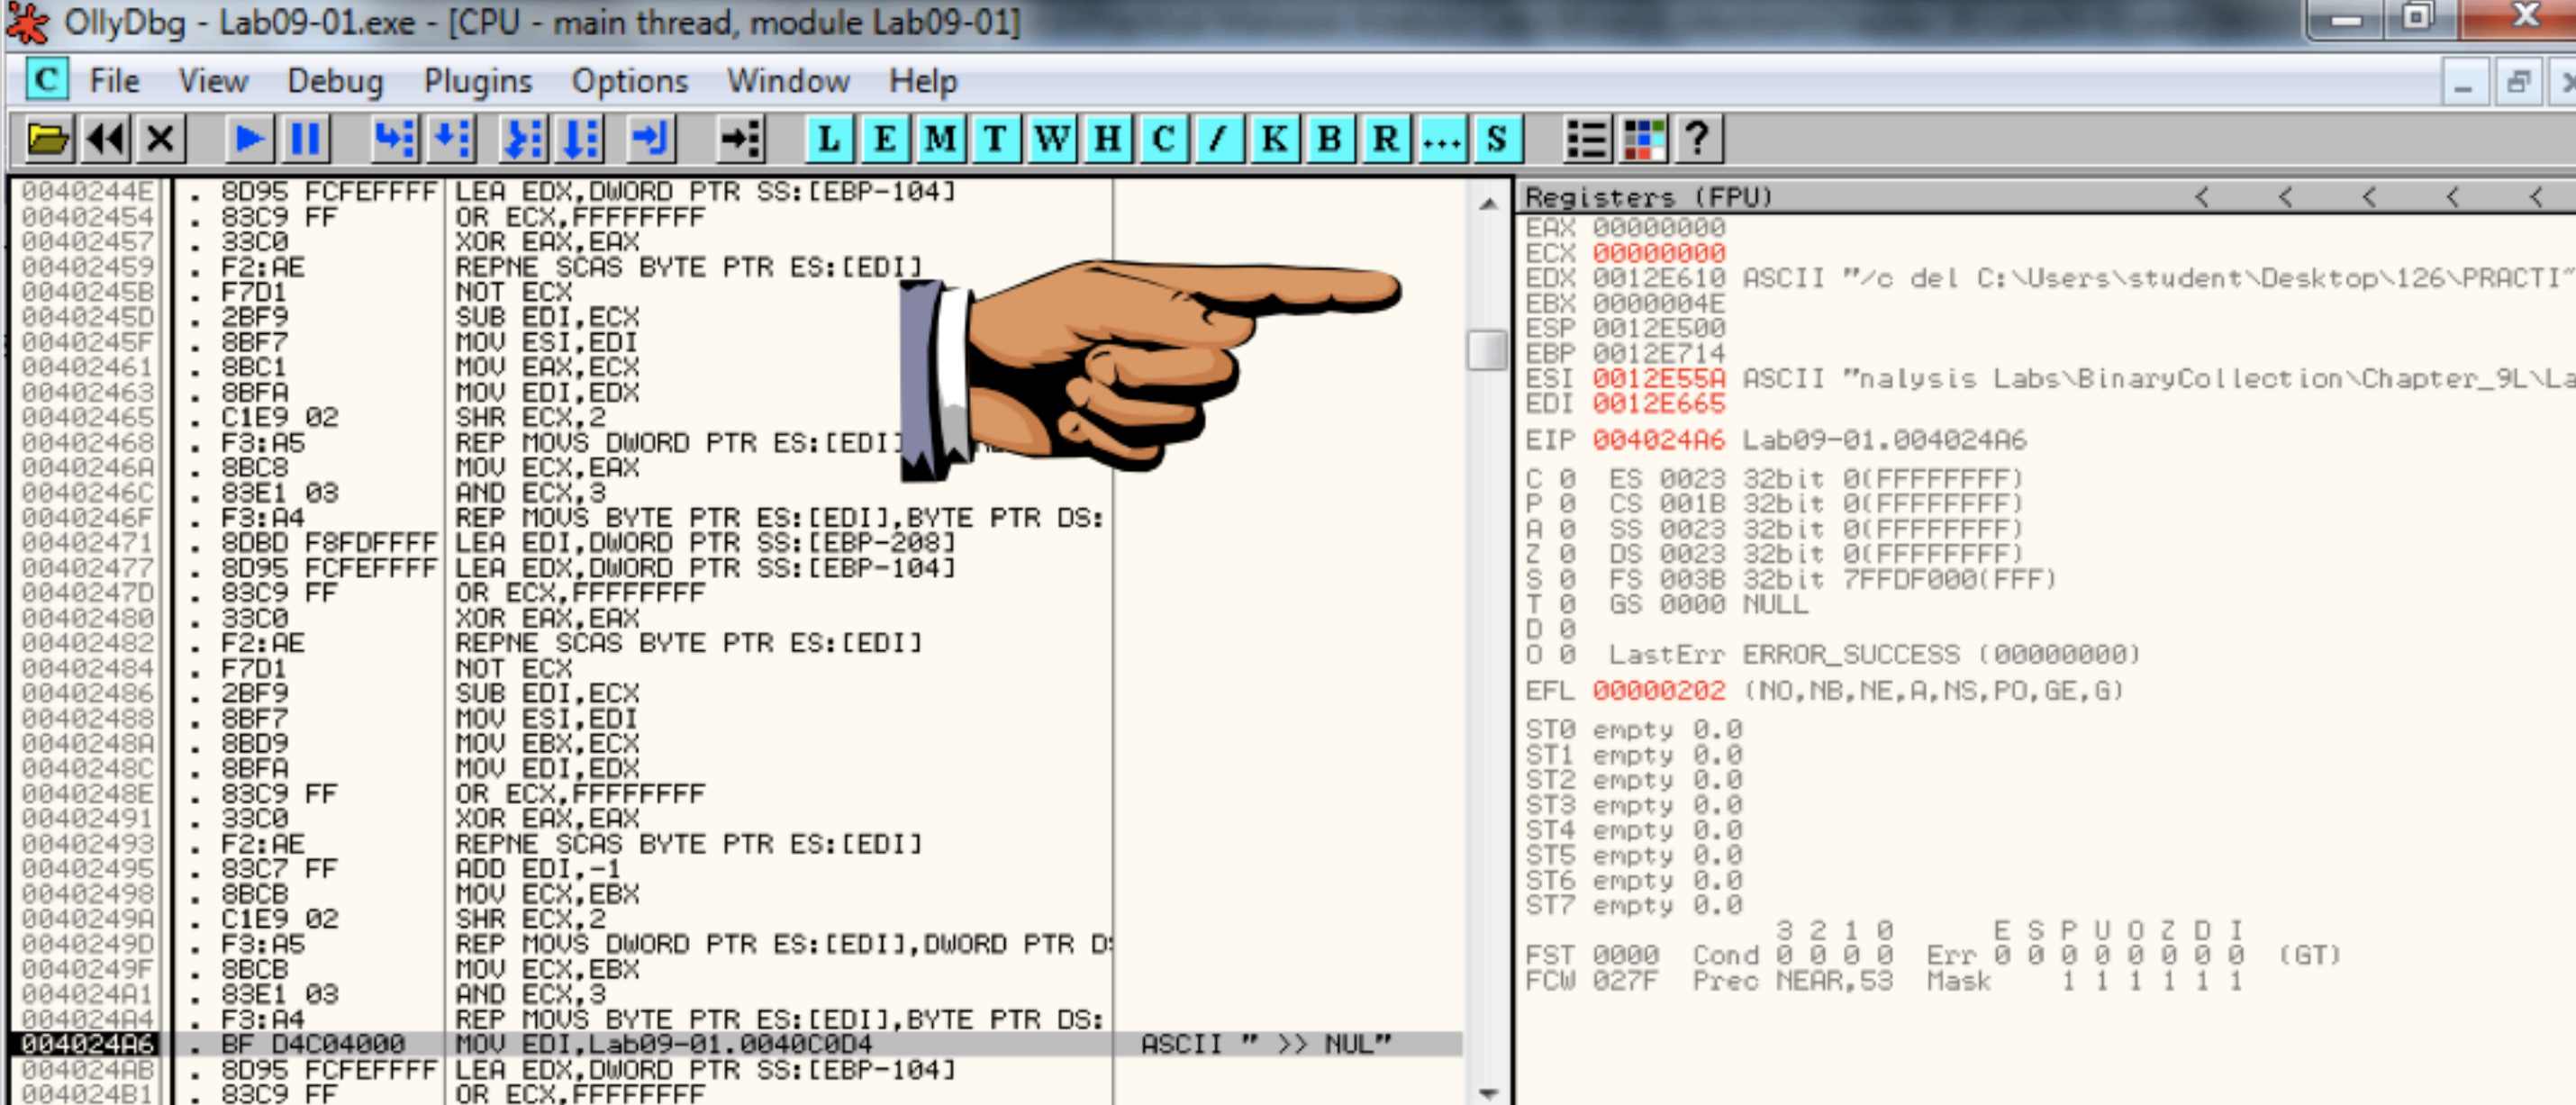 OllyDbg - Lab09-01.exe - [CPU - main thread, module Lab09-01]
C File View Debug Plugins Options Window Help
L E M T W H C / K B R ... S ?
0040244E . 8D95 FCFEFFFF LEA EDX,DWORD PTR SS:[EBP-104]
00402454 . 83C9 FF OR ECX,FFFFFFFF
00402457 . 33C0 XOR EAX,EAX
00402459 . F2:AE REPNE SCAS BYTE PTR ES:[EDI]
0040245B . F7D1 NOT ECX
0040245D . 2BF9 SUB EDI,ECX
0040245F . 8BF7 MOV ESI,EDI
00402461 . 8BC1 MOV EAX,ECX
00402463 . 8BFA MOV EDI,EDX
00402465 . C1E9 02 SHR ECX,2
00402468 . F3:A5 REP MOVS DWORD PTR ES:[EDI]
0040246A . 8BC8 MOV ECX,EAX
0040246C . 83E1 03 AND ECX,3
0040246F . F3:A4 REP MOVS BYTE PTR ES:[EDI],BYTE PTR DS:
00402471 . 8DBD F8FDFFFF LEA EDI,DWORD PTR SS:[EBP-208]
00402477 . 8D95 FCFEFFFF LEA EDX,DWORD PTR SS:[EBP-104]
0040247D . 83C9 FF OR ECX,FFFFFFFF
00402480 . 33C0 XOR EAX,EAX
00402482 . F2:AE REPNE SCAS BYTE PTR ES:[EDI]
00402484 . F7D1 NOT ECX
00402486 . 2BF9 SUB EDI,ECX
00402488 . 8BF7 MOV ESI,EDI
0040248A . 8BD9 MOV EBX,ECX
0040248C . 8BFA MOV EDI,EDX
0040248E . 83C9 FF OR ECX,FFFFFFFF
00402491 . 33C0 XOR EAX,EAX
00402493 . F2:AE REPNE SCAS BYTE PTR ES:[EDI]
00402495 . 83C7 FF ADD EDI,-1
00402498 . 8BCB MOV ECX,EBX
0040249A . C1E9 02 SHR ECX,2
0040249D . F3:A5 REP MOVS DWORD PTR ES:[EDI],DWORD PTR D
0040249F . 8BCB MOV ECX,EBX
004024A1 . 83E1 03 AND ECX,3
004024A4 . F3:A4 REP MOVS BYTE PTR ES:[EDI],BYTE PTR DS:
004024A6 . BF D4C04000 MOV EDI,Lab09-01.0040C0D4 ASCII " >> NUL"
004024AB . 8D95 FCFEFFFF LEA EDX,DWORD PTR SS:[EBP-104]
004024B1 . 83C9 FF OR ECX,FFFFFFFF
Registers (FPU) < < < < <
EAX 00000000
ECX 00000000
EDX 0012E610 ASCII "/c del C:\Users\student\Desktop\126\PRACTI"
EBX 0000004E
ESP 0012E500
EBP 0012E714
ESI 0012E55A ASCII "nalysis Labs\BinaryCollection\Chapter_9L\La
EDI 0012E665
EIP 004024A6 Lab09-01.004024A6
C 0 ES 0023 32bit 0(FFFFFFFF)
P 0 CS 001B 32bit 0(FFFFFFFF)
A 0 SS 0023 32bit 0(FFFFFFFF)
Z 0 DS 0023 32bit 0(FFFFFFFF)
S 0 FS 003B 32bit 7FFDF000(FFF)
T 0 GS 0000 NULL
D 0
O 0 LastErr ERROR_SUCCESS (00000000)
EFL 00000202 (NO,NB,NE,A,NS,PO,GE,G)
ST0 empty 0.0
ST1 empty 0.0
ST2 empty 0.0
ST3 empty 0.0
ST4 empty 0.0
ST5 empty 0.0
ST6 empty 0.0
ST7 empty 0.0
3 2 1 0 E S P U O Z D I
FST 0000 Cond 0 0 0 0 Err 0 0 0 0 0 0 0 0 (GT)
FCW 027F Prec NEAR,53 Mask 1 1 1 1 1 1